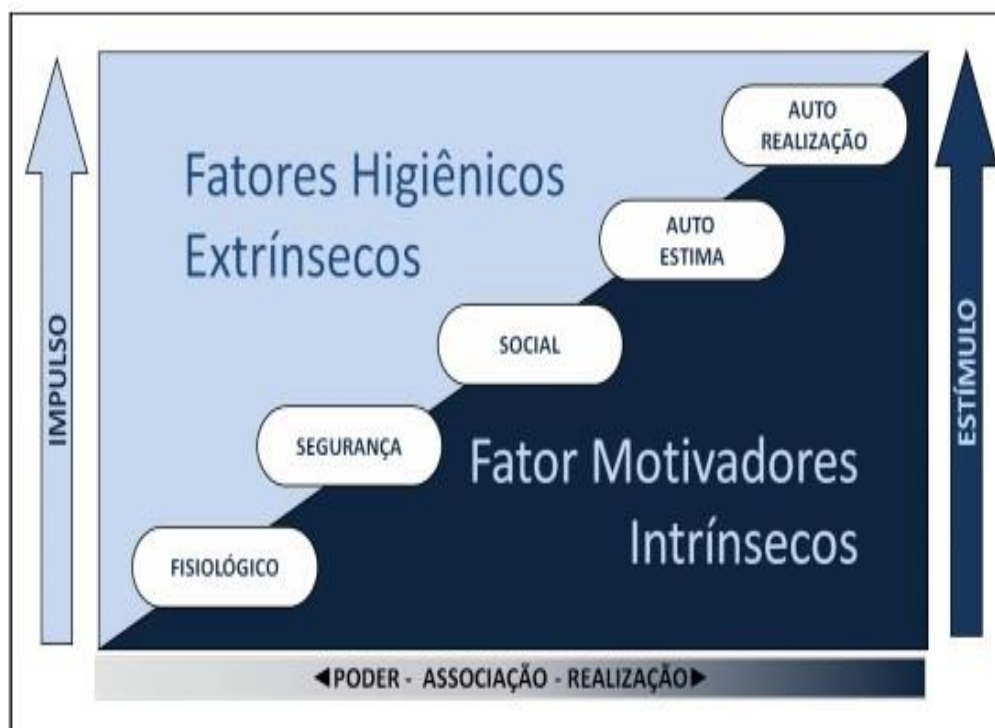 IMPULSO
Fatores Higiênicos
Extrínsecos
AUTO
REALIZAÇÃO
AUTO
ESTIMA
SOCIAL
SEGURANÇA
FISIOLÓGICO
Fator Motivadores
Intrínsecos
ESTÍMULO
◀PODER - ASSOCIAÇÃO - REALIZAÇÃO▶